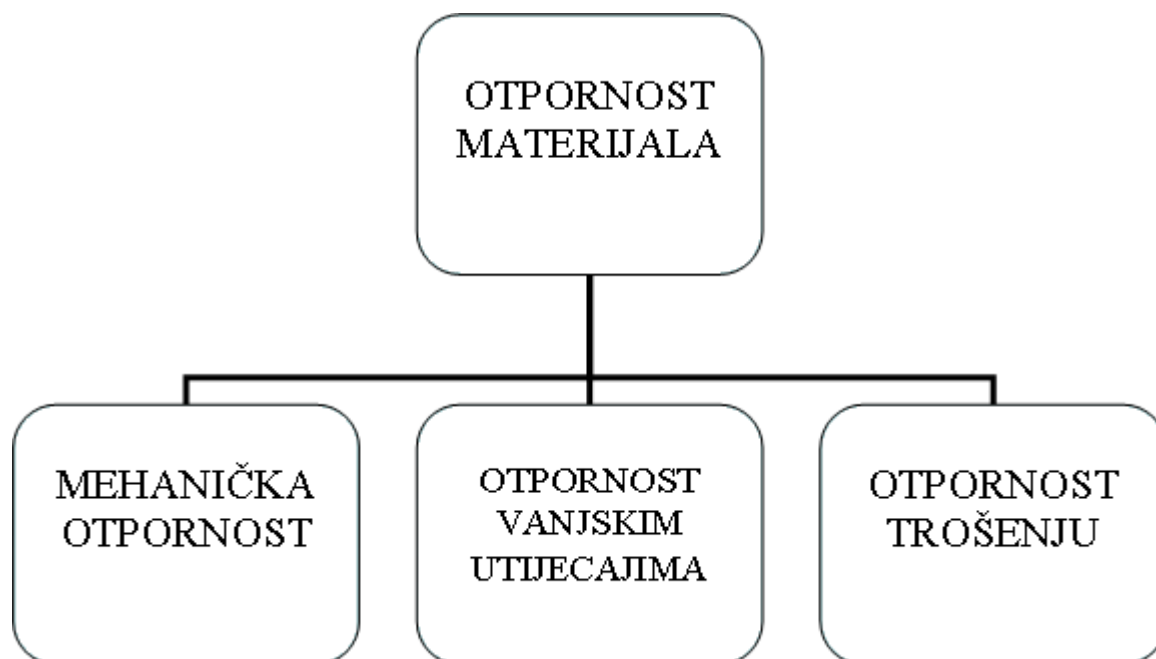 OTPORNOST
MATERIJALA
MEHANIČKA
OTPORNOST
OTPORNOST
VANJSKIM
UTIJECAJIMA
OTPORNOST
TROŠENJU